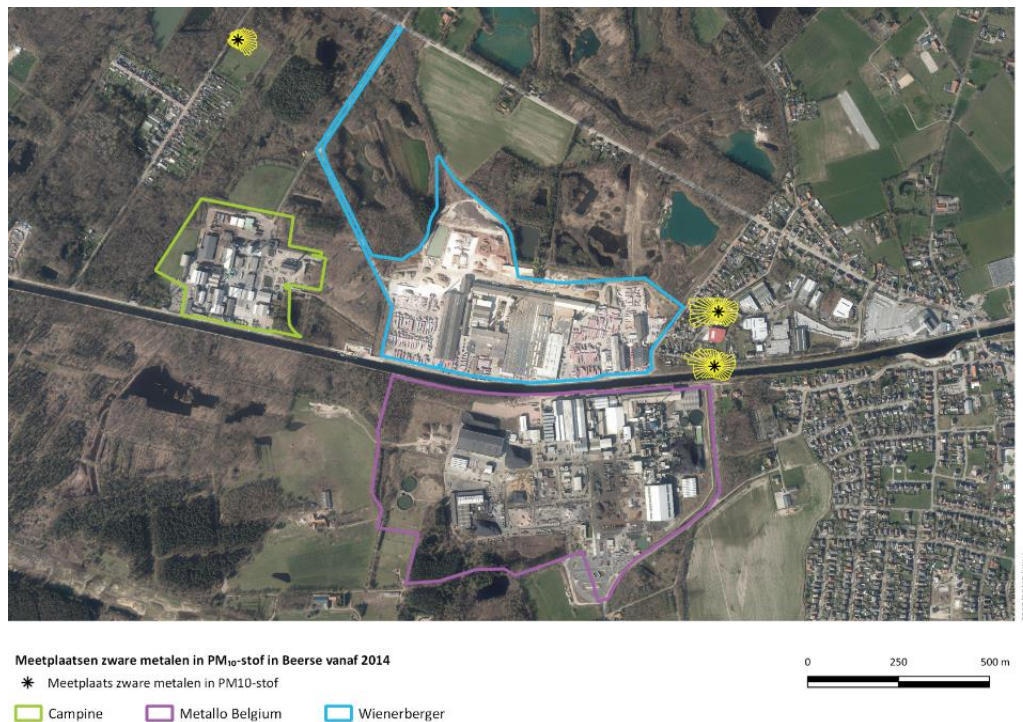 Meetplaatsen zware metalen in PM₁₀-stof in Beerse vanaf 2014
Meetplaats zware metalen in PM10-stof
Campine Metallo Belgium Wienerberger
0 250 500 m